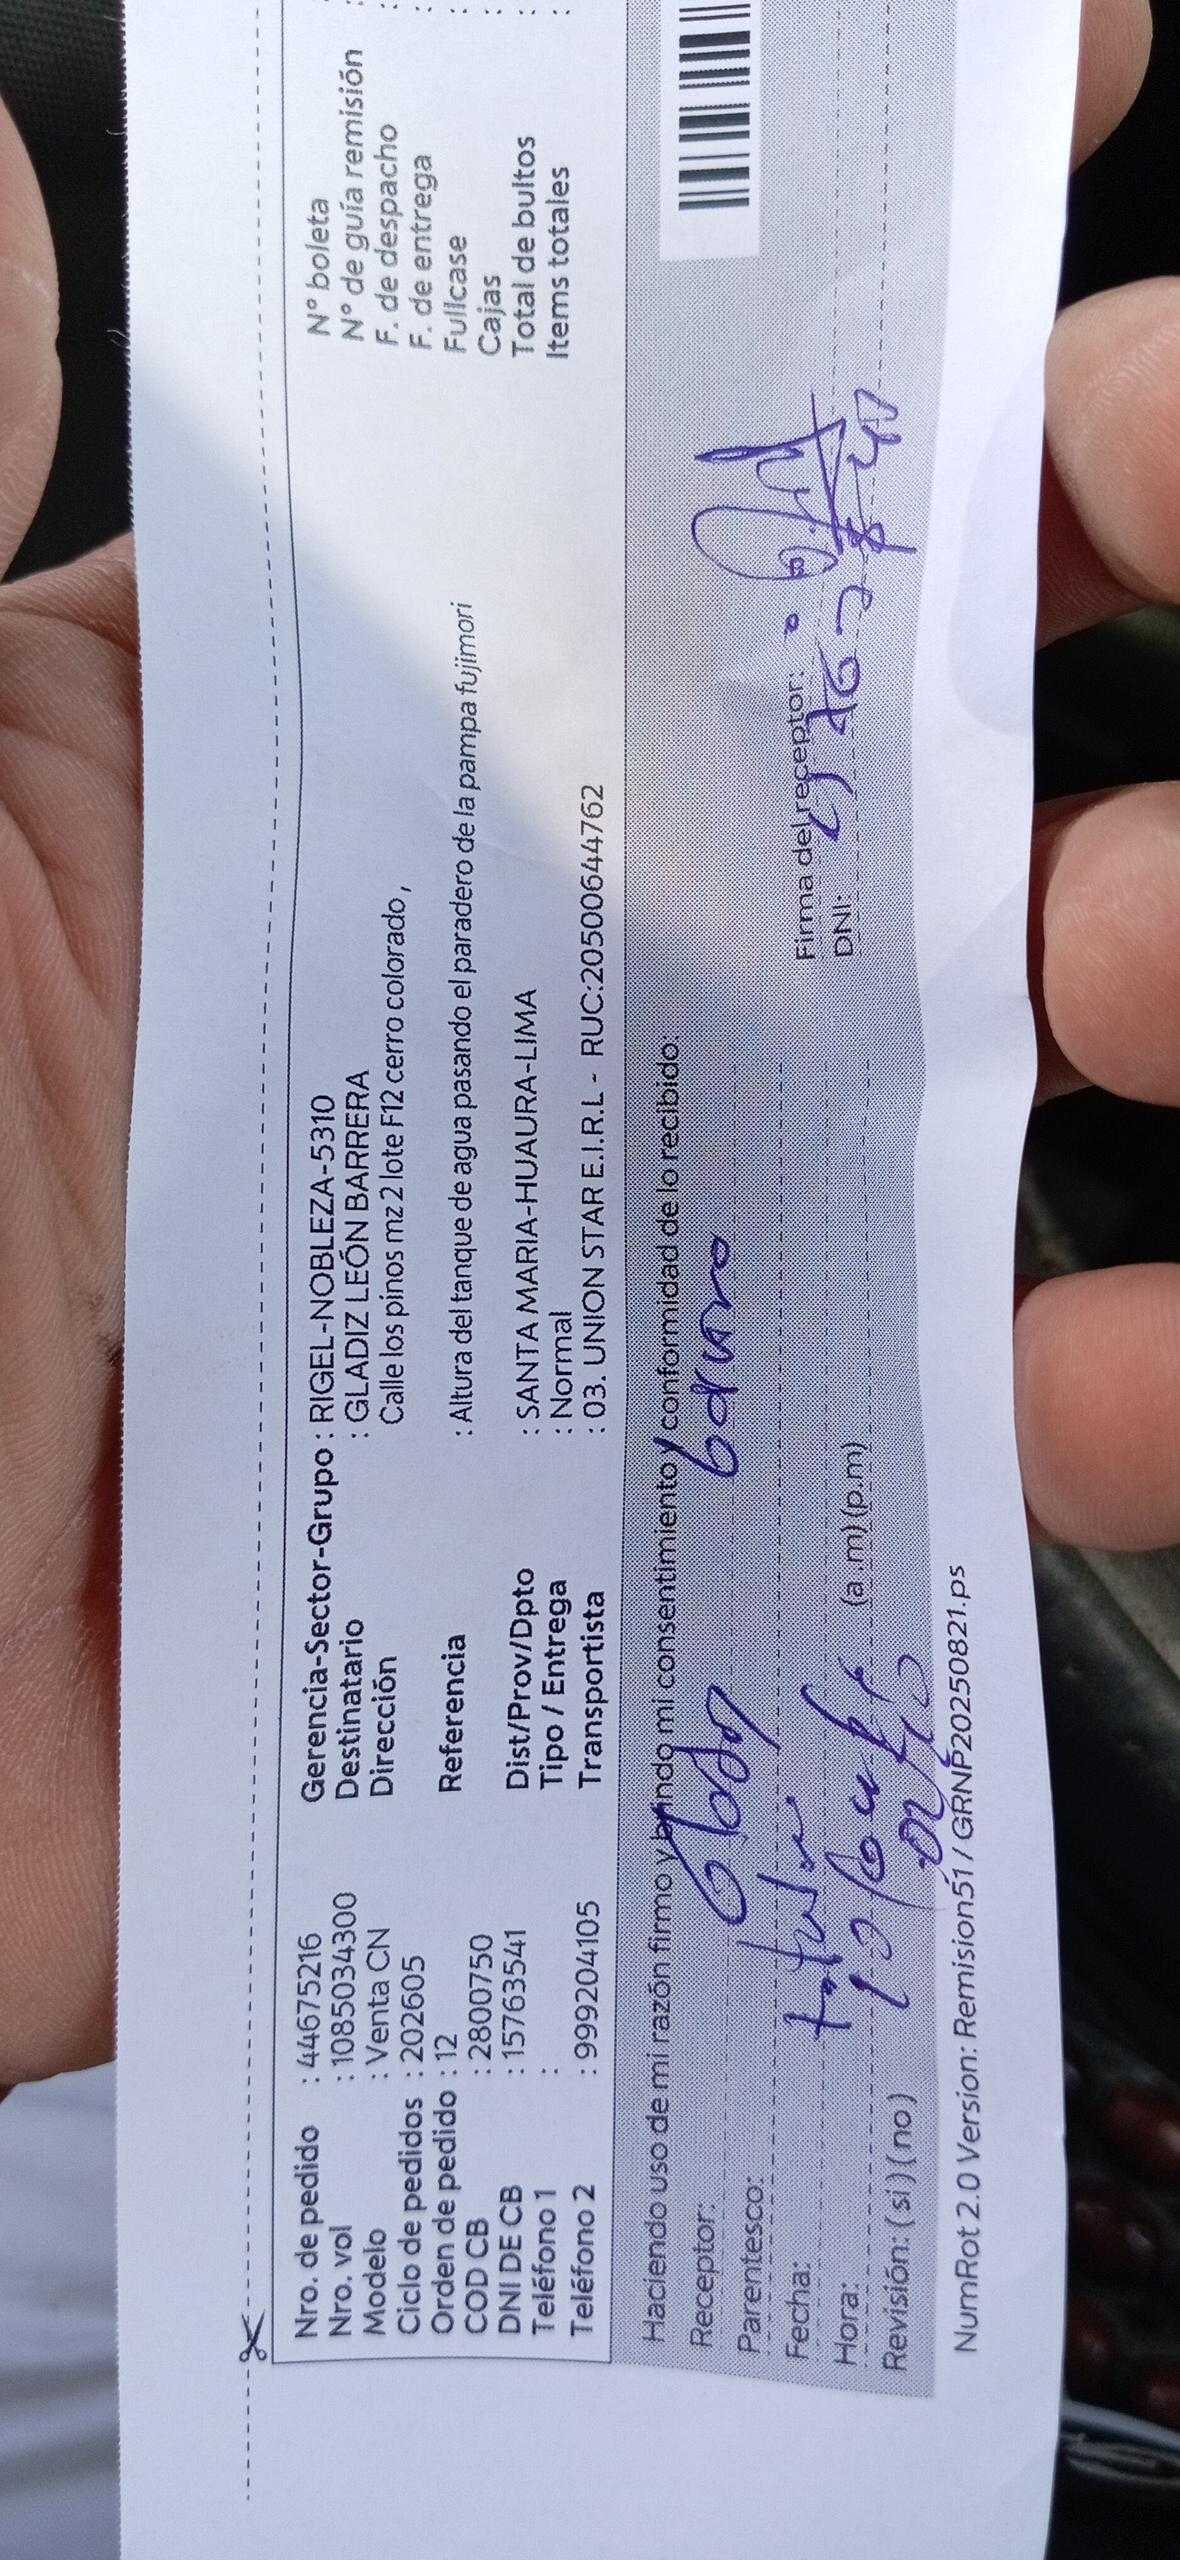 Nro. de pedido : 44675216
Nro. vol : 1085034300
Modelo : Venta CN
Ciclo de pedidos : 202605
Orden de pedido : 12
COD CB : 2800750
DNI DE CB : 15763541
Teléfono 1 :
Teléfono 2 : 999204105
Gerencia-Sector-Grupo : RIGEL-NOBLEZA-5310
Destinatario : GLADIZ LEÓN BARRERA
Dirección Calle los pinos mz 2 lote F12 cerro colorado ,
Referencia : Altura del tanque de agua pasando el paradero de la pampa fujimori
Dist/Prov/Dpto : SANTA MARIA-HUAURA-LIMA
Tipo / Entrega : Normal
Transportista : 03. UNION STAR E.I.R.L - RUC:20500644762
N° boleta :
N° de guía remisión :
F. de despacho :
F. de entrega :
Fullcase :
Cajas :
Total de bultos :
Items totales :
Haciendo uso de mi razón firmo y brindo mi consentimiento y conformidad de lo recibido:
Receptor:
Parentesco:
Fecha:
Hora: (a .m) (p.m)
Revisión: (si) (no)
Firma del receptor:
DNI:
NumRot 2.0 Version: Remision51 / GRNP20250821.ps